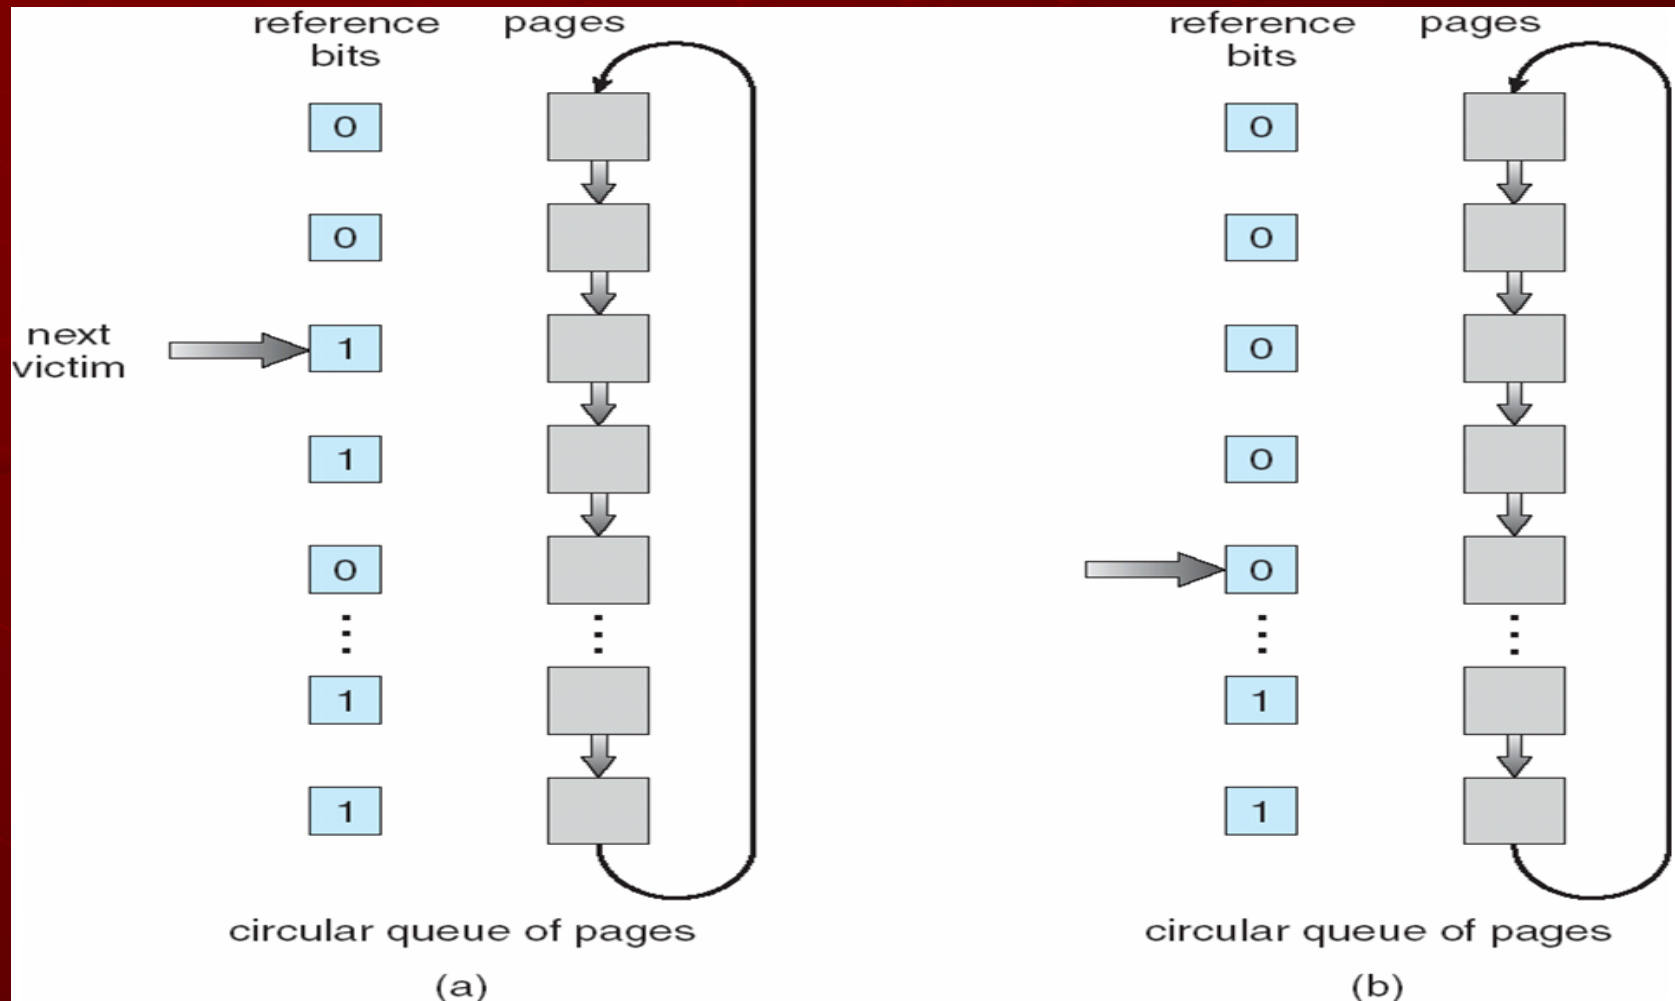 reference bits
pages
0
0
next victim
1
1
0
1
1
circular queue of pages
(a)
reference bits
pages
0
0
0
0
0
1
1
circular queue of pages
(b)